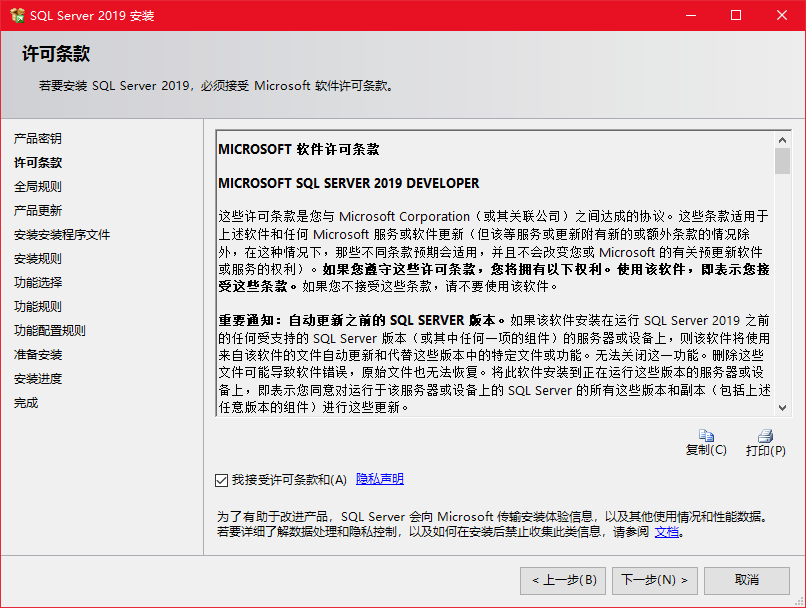 SQL Server 2019 安装
许可条款
若要安装 SQL Server 2019，必须接受 Microsoft 软件许可条款。
产品密钥
许可条款
全局规则
产品更新
安装安装程序文件
安装规则
功能选择
功能规则
功能配置规则
准备安装
安装进度
完成
MICROSOFT 软件许可条款
MICROSOFT SQL SERVER 2019 DEVELOPER
这些许可条款是您与 Microsoft Corporation（或其关联公司）之间达成的协议。这些条款适用于
上述软件和任何 Microsoft 服务或软件更新（但该等服务或更新附有新的或额外条款的情况除
外，在这种情况下，那些不同条款预期会适用，并且不会改变您或 Microsoft 的有关预更新软件
或服务的权利）。如果您遵守这些许可条款，您将拥有以下权利。使用该软件，即表示您接
受这些条款。如果您不接受这些条款，请不要使用该软件。
重要通知：自动更新之前的 SQL SERVER 版本。如果该软件安装在运行 SQL Server 2019 之前
的任何受支持的 SQL Server 版本（或其中任何一项的组件）的服务器或设备上，则该软件将使用
来自该软件的文件自动更新和代替这些版本中的特定文件或功能。无法关闭这一功能。删除这些
文件可能导致软件错误，原始文件也无法恢复。将此软件安装到正在运行这些版本的服务器或设
备上，即表示您同意对运行于该服务器或设备上的 SQL Server 的所有这些版本和副本（包括上述
任意版本的组件）进行这些更新。
复制(C) 打印(P)
我接受许可条款和(A) 隐私声明
为了有助于改进产品，SQL Server 会向 Microsoft 传输安装体验信息，以及其他使用情况和性能数据。
若要详细了解数据处理和隐私控制，以及如何在安装后禁止收集此类信息，请参阅 文档。
< 上一步(B) 下一步(N) > 取消